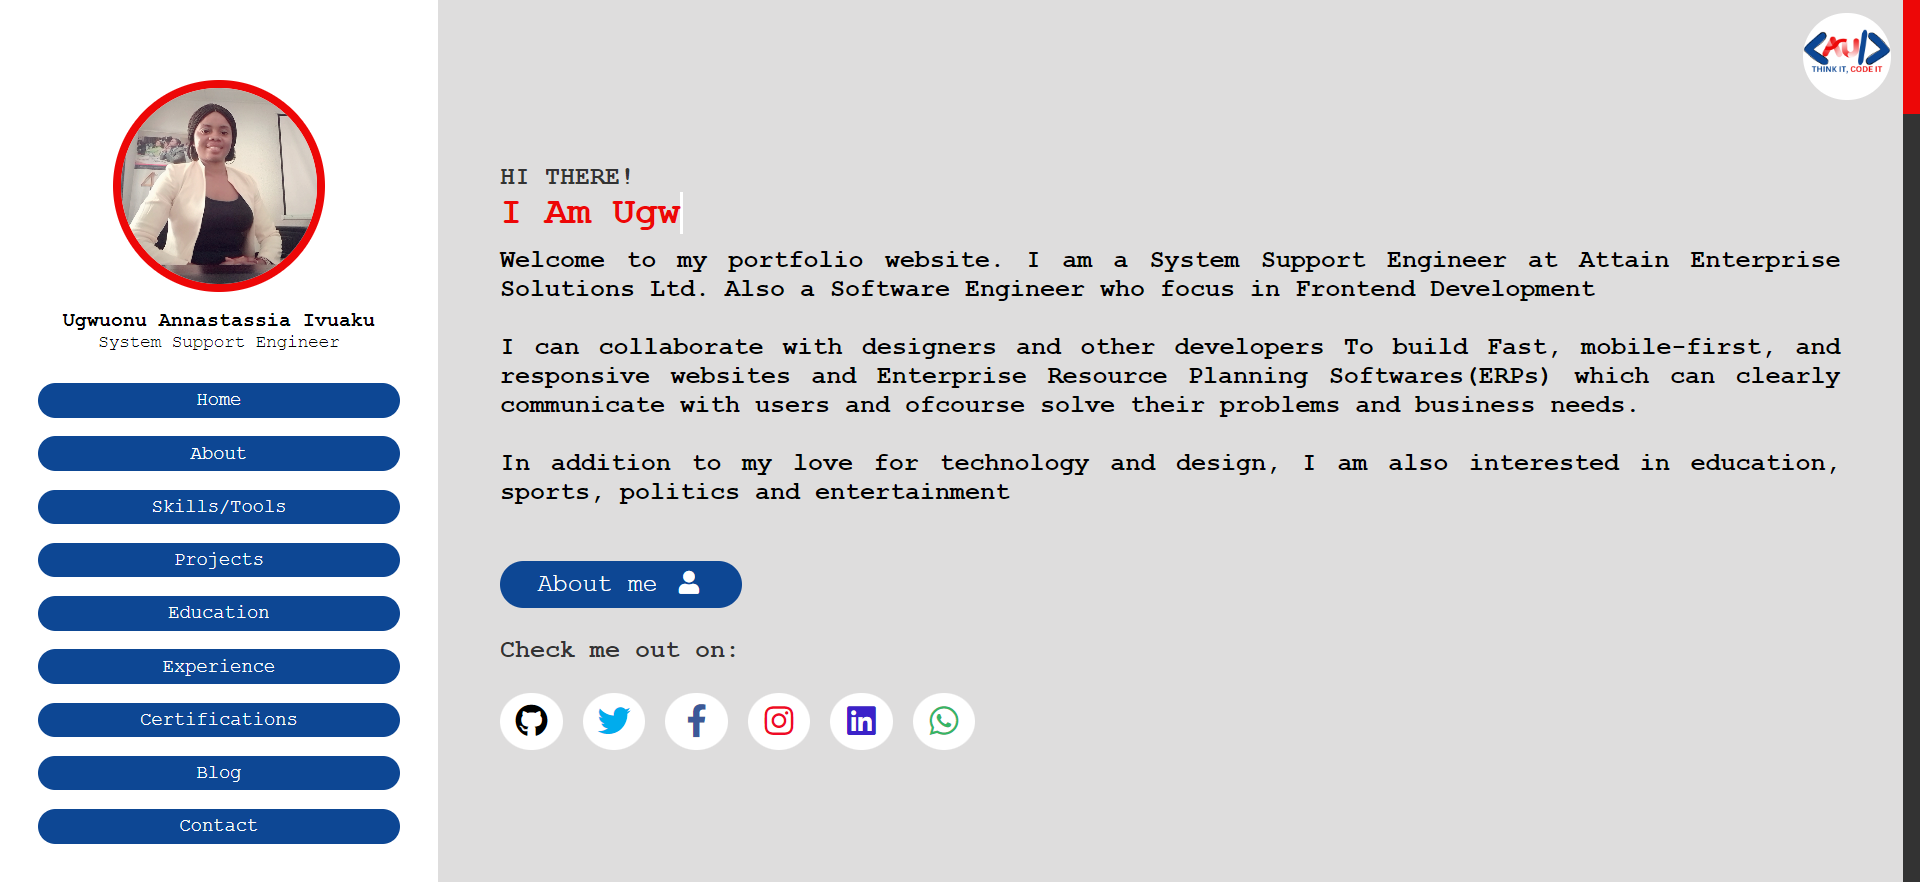 Ugwuonu Annastassia Ivuaku
System Support Engineer
Home
About
Skills/Tools
Projects
Education
Experience
Certifications
Blog
Contact
AU
THINK IT, CODE IT
HI THERE!
I Am Ugw
Welcome to my portfolio website. I am a System Support Engineer at Attain Enterprise
Solutions Ltd. Also a Software Engineer who focus in Frontend Development
I can collaborate with designers and other developers To build Fast, mobile-first, and
responsive websites and Enterprise Resource Planning Softwares(ERPs) which can clearly
communicate with users and ofcourse solve their problems and business needs.
In addition to my love for technology and design, I am also interested in education,
sports, politics and entertainment
About me
Check me out on: